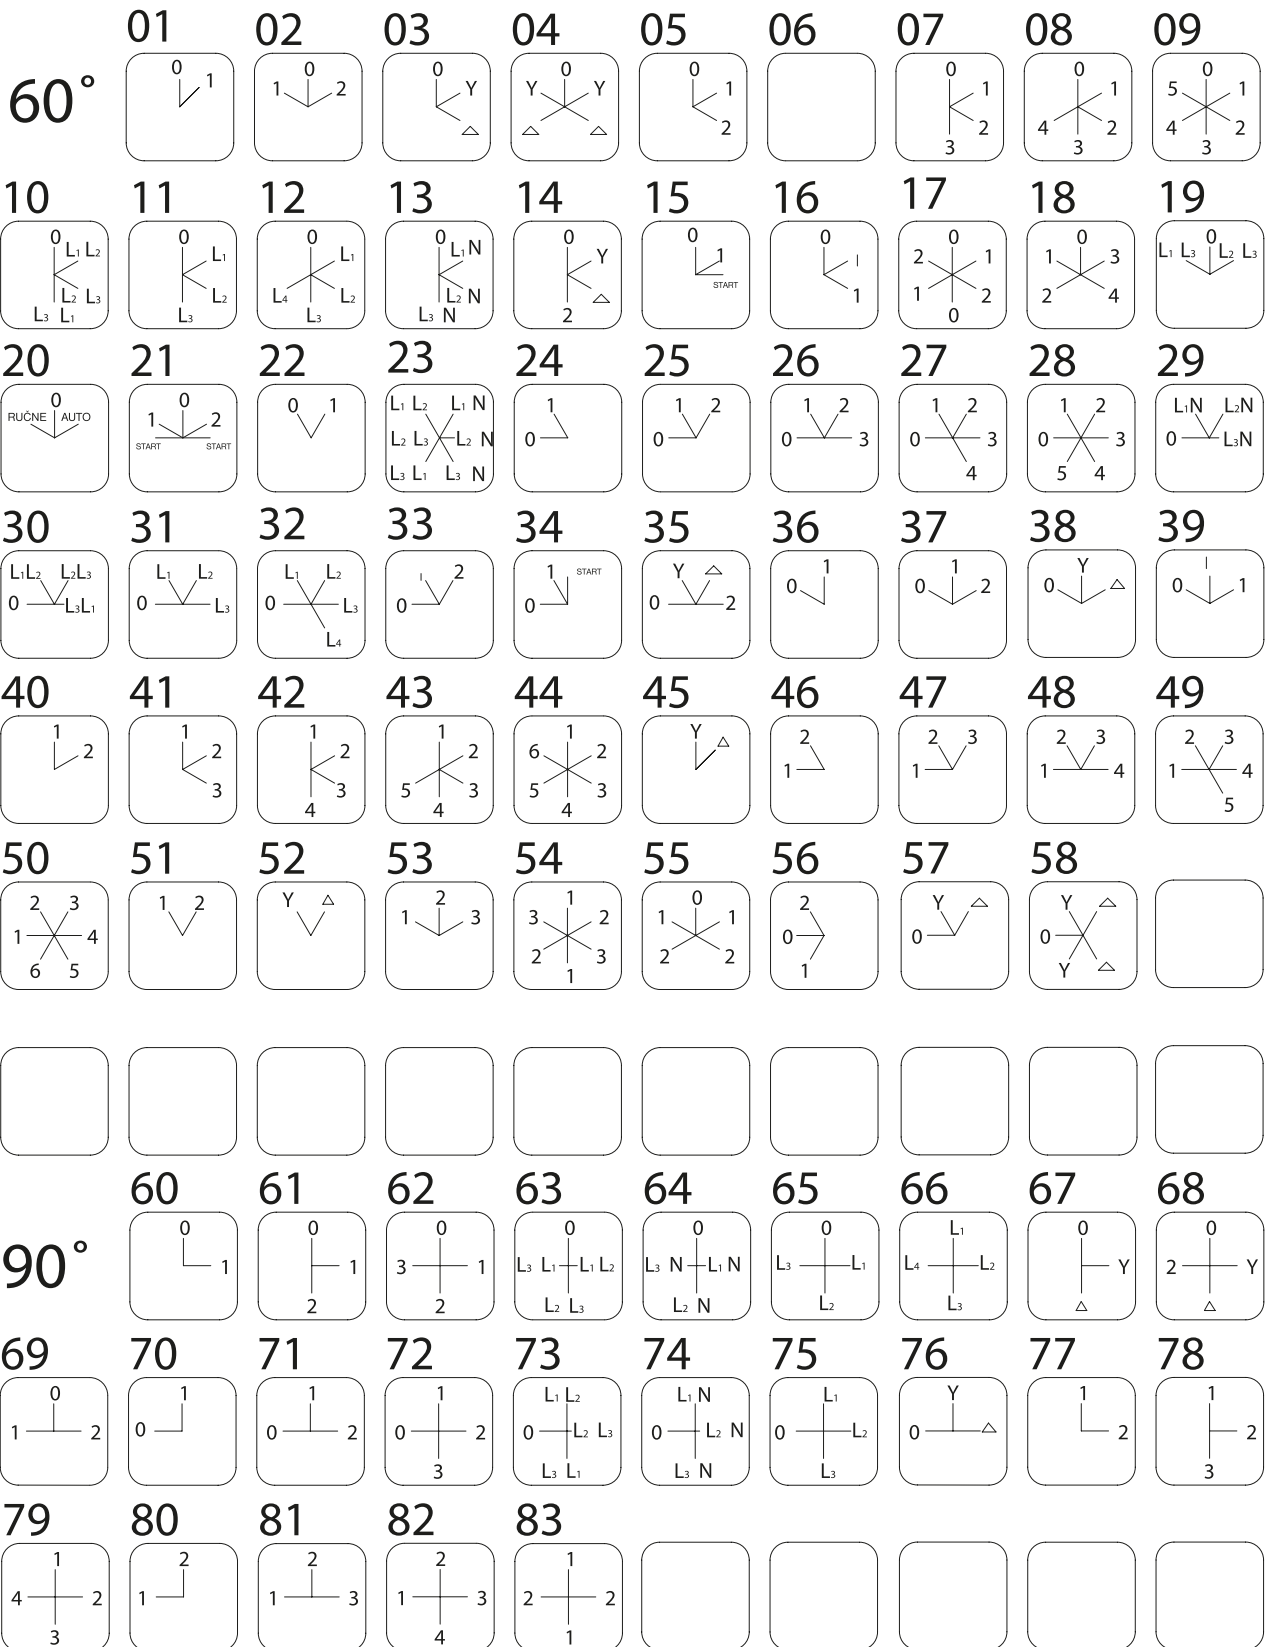 01 02 03 04 05 06 07 08 09
60°
0 0 0 0 0 0 0 0
1 1 2 Y Y Y 1 1 1 5 1
△ △ △ 2 2 4 2 4 2
3 3 3
10 11 12 13 14 15 16 17 18 19
0 0 0 0 0 0 0 0 0 0
L1 L2 L1 L1 L1 N Y 1 I 2 1 1 3 L1 L3 L2 L3
START
L2 L3 L2 L4 L2 L2 N △ 1 1 2 2 4
L3 L1 L3 L3 L3 N 2 0
20 21 22 23 24 25 26 27 28 29
0 0 0 1 L1 L2 L1 N 1 1 2 1 2 1 2 1 2 L1N L2N
RUČNE AUTO 1 2
START START L2 L3 L2 N 0 0 0 3 0 3 0 3 0 L3N
L3 L1 L3 N 4 5 4
30 31 32 33 34 35 36 37 38 39
L1L2 L2L3 L1 L2 L1 L2 I 2 1 START Y △ 1 1 Y I
0 0 2 0 △ 0 1
0 L3L1 0 L3 0 L3 0 0 0 2
L4
40 41 42 43 44 45 46 47 48 49
1 1 1 1 1 Y △ 2 2 3 2 3 2 3
2 2 2 2 6 2
1 1 1 4 1 4
3 3 5 3 5 3
4 4 4 5
50 51 52 53 54 55 56 57 58
2 3 1 2 Y △ 2 1 0 2 Y △ Y △
1 3 3 2 1 1
1 4 0 0 0
2 3 2 2
6 5 1 1 Y △
60 61 62 63 64 65 66 67 68
90°
0 0 0 0 0 0 L1 0 0
1 1 3 1 L3 L1 L1 L2 L3 N L1 N L3 L1 L4 L2 Y 2 Y
2 2 L2 L3 L2 N L2 L3 △ △
69 70 71 72 73 74 75 76 77 78
0 1 1 1 L1 L2 L1 N L1 Y 1 1
1 2 0 0 2 0 2 0 L2 L3 0 L2 N 0 L2 0 △ 2 2
3 L3 L1 L3 N L3 3
79 80 81 82 83
1 2 2 2 1
4 2 1 1 3 1 3 2 2
3 4 1